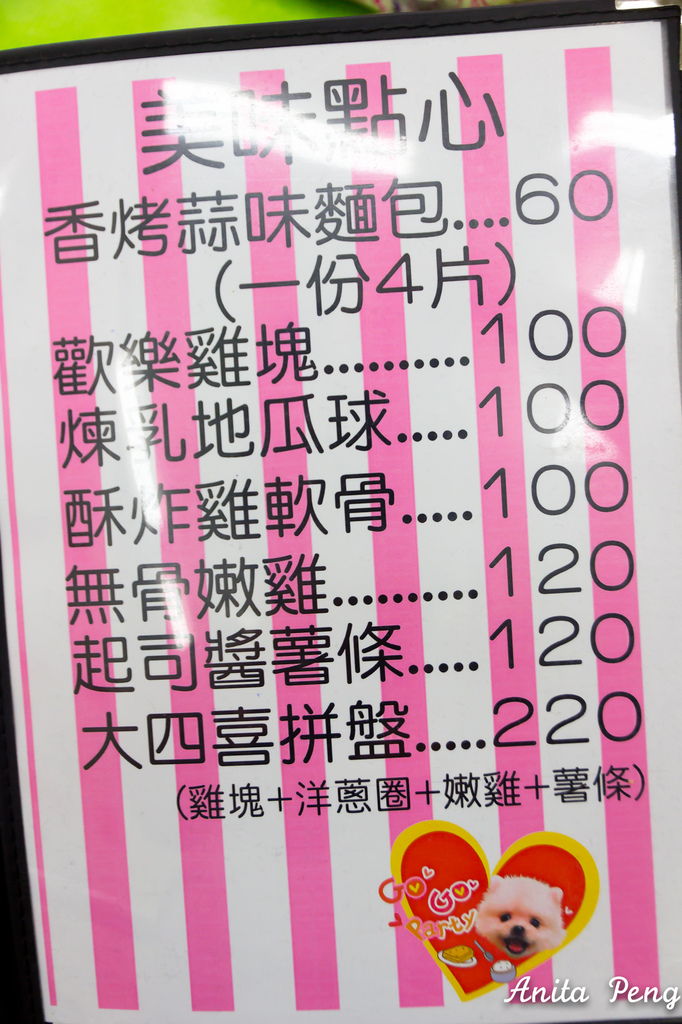 美味點心
香烤蒜味麵包....60
(一份4片)
歡樂雞塊..........100
煉乳地瓜球.....100
酥炸雞軟骨.....100
無骨嫩雞..........120
起司醬薯條.....120
大四喜拼盤.....220
(雞塊+洋蔥圈+嫩雞+薯條)
GO GO
Party
Anita Peng